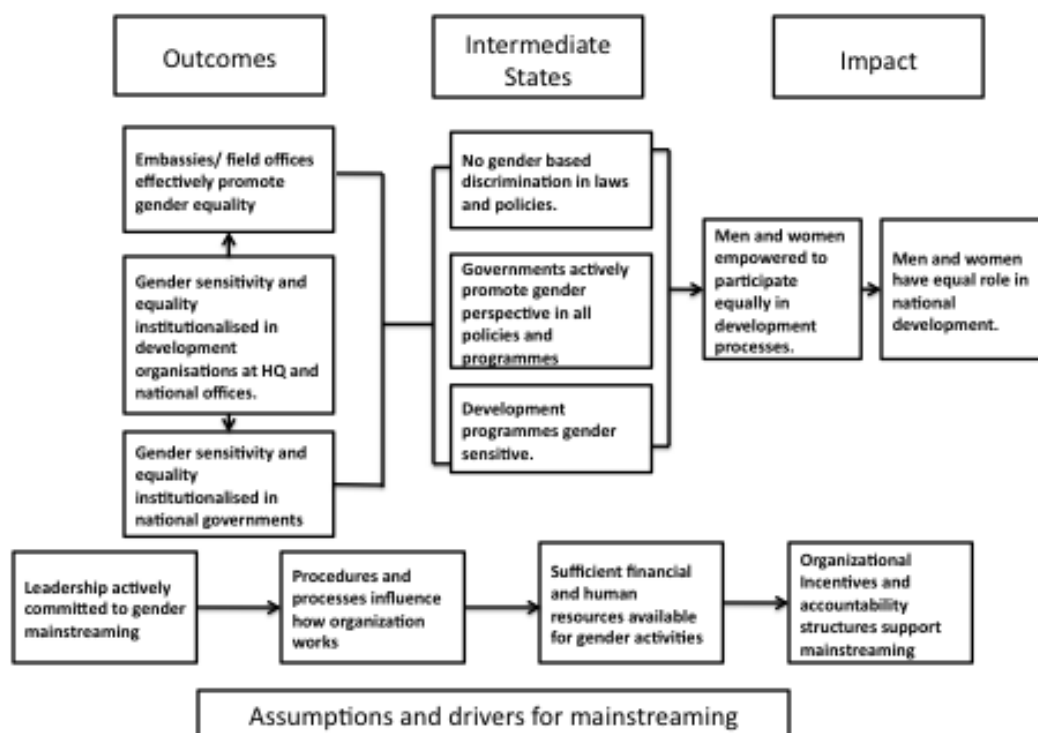 Outcomes
Intermediate
States
Impact
Embassies/ field offices
effectively promote
gender equality
Gender sensitivity and
equality
institutionalised in
development
organisations at HQ and
national offices.
Gender sensitivity and
equality
institutionalised in
national governments
No gender based
discrimination in laws
and policies.
Governments actively
promote gender
perspective in all
policies and
programmes
Development
programmes gender
sensitive.
Men and women
empowered to
participate
equally in
development
processes.
Men and women
have equal role in
national
development.
Leadership actively
committed to gender
mainstreaming
Procedures and
processes influence
how organization
works
Sufficient financial
and human
resources available
for gender activities
Organizational
Incentives and
accountability
structures support
mainstreaming
Assumptions and drivers for mainstreaming